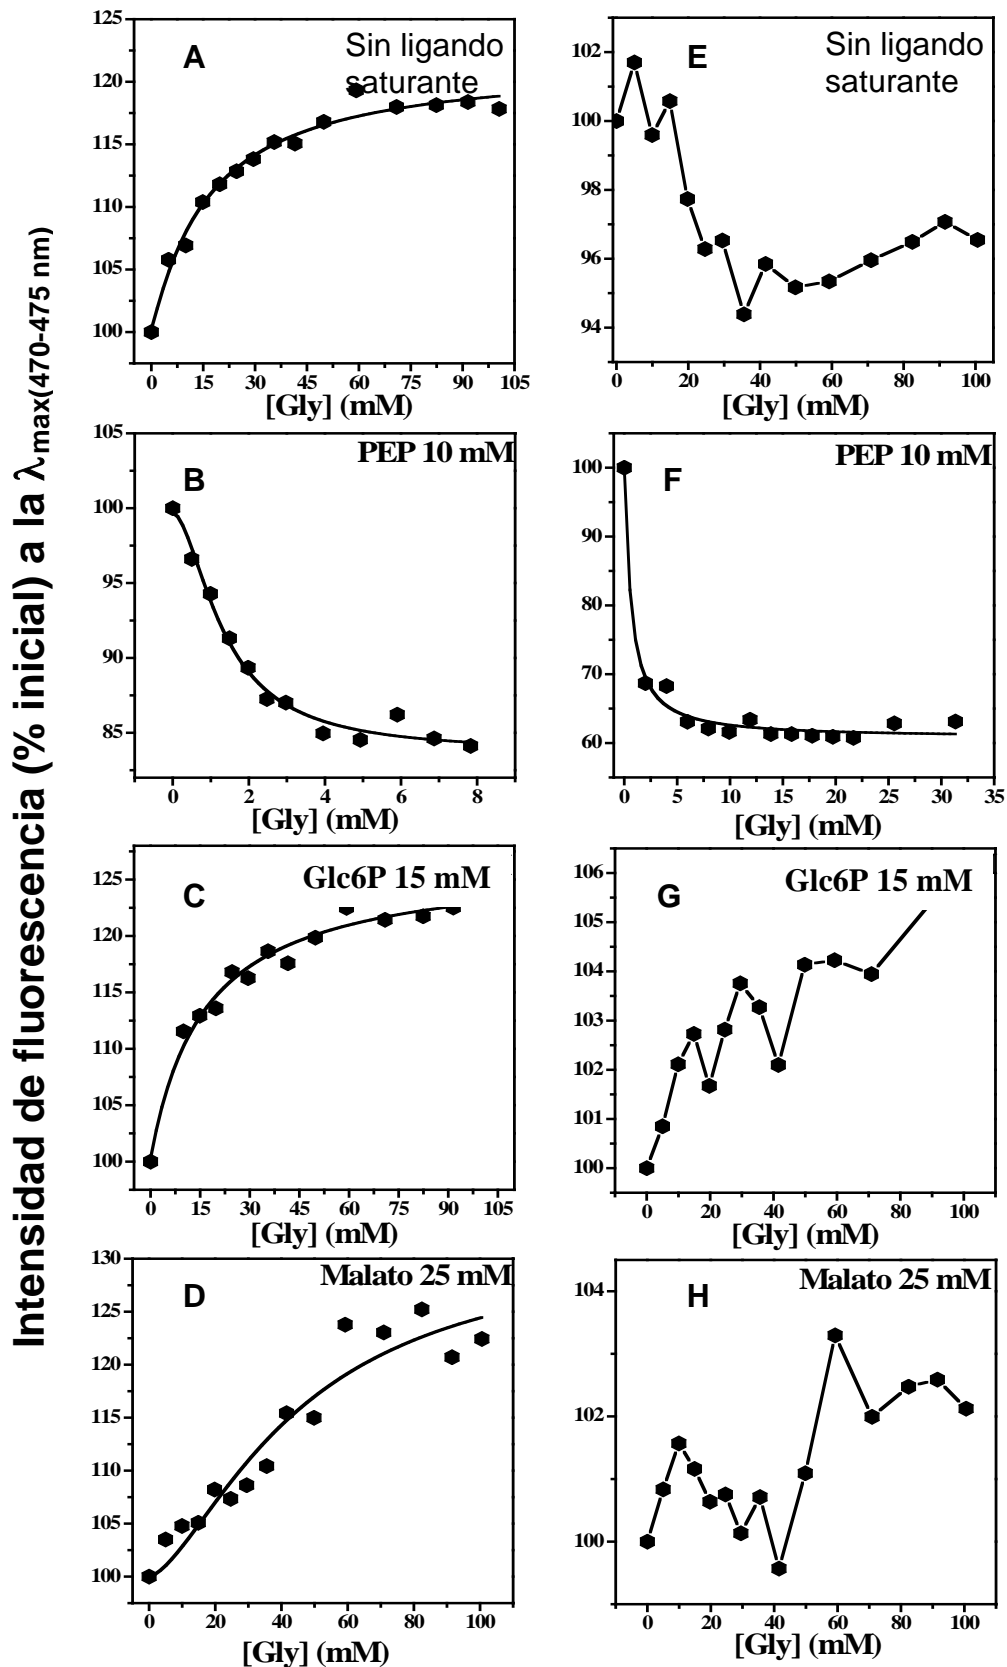 Intensidad de fluorescencia (% inicial) a la λmax(470-475 nm)
A
Sin ligando
saturante
125
120
115
110
105
100
0 15 30 45 60 75 90 105
[Gly] (mM)
E
Sin ligando
saturante
102
100
98
96
94
0 20 40 60 80 100
[Gly] (mM)
B
PEP 10 mM
105
100
95
90
85
0 2 4 6 8
[Gly] (mM)
F
PEP 10 mM
100
90
80
70
60
0 5 10 15 20 25 30 35
[Gly] (mM)
C
Glc6P 15 mM
125
120
115
110
105
100
0 15 30 45 60 75 90 105
[Gly] (mM)
G
Glc6P 15 mM
106
105
104
103
102
101
100
0 20 40 60 80 100
[Gly] (mM)
D
Malato 25 mM
130
125
120
115
110
105
100
0 20 40 60 80 100
[Gly] (mM)
H
Malato 25 mM
104
102
100
0 20 40 60 80 100
[Gly] (mM)